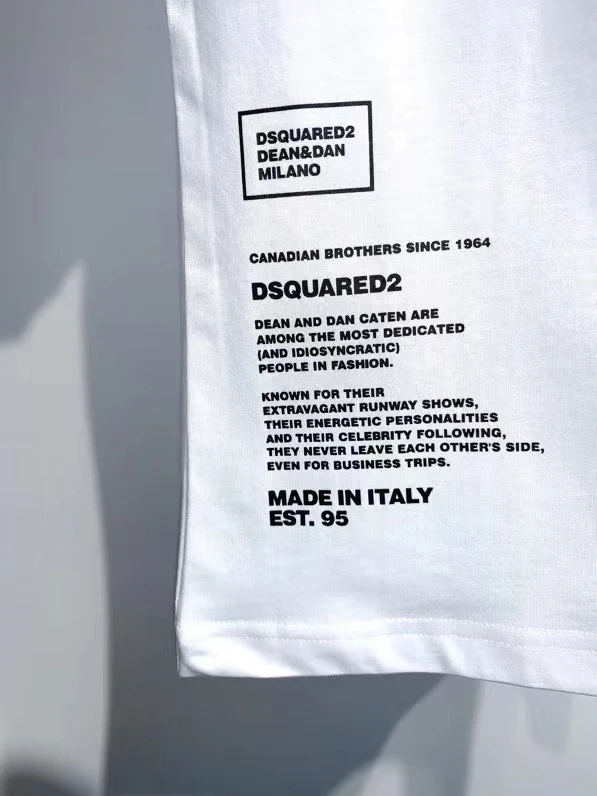 DSQUARED2
DEAN&DAN
MILANO
CANADIAN BROTHERS SINCE 1964
DSQUARED2
DEAN AND DAN CATEN ARE
AMONG THE MOST DEDICATED
(AND IDIOSYNCRATIC)
PEOPLE IN FASHION.
KNOWN FOR THEIR
EXTRAVAGANT RUNWAY SHOWS,
THEIR ENERGETIC PERSONALITIES
AND THEIR CELEBRITY FOLLOWING,
THEY NEVER LEAVE EACH OTHER'S SIDE,
EVEN FOR BUSINESS TRIPS.
MADE IN ITALY
EST. 95